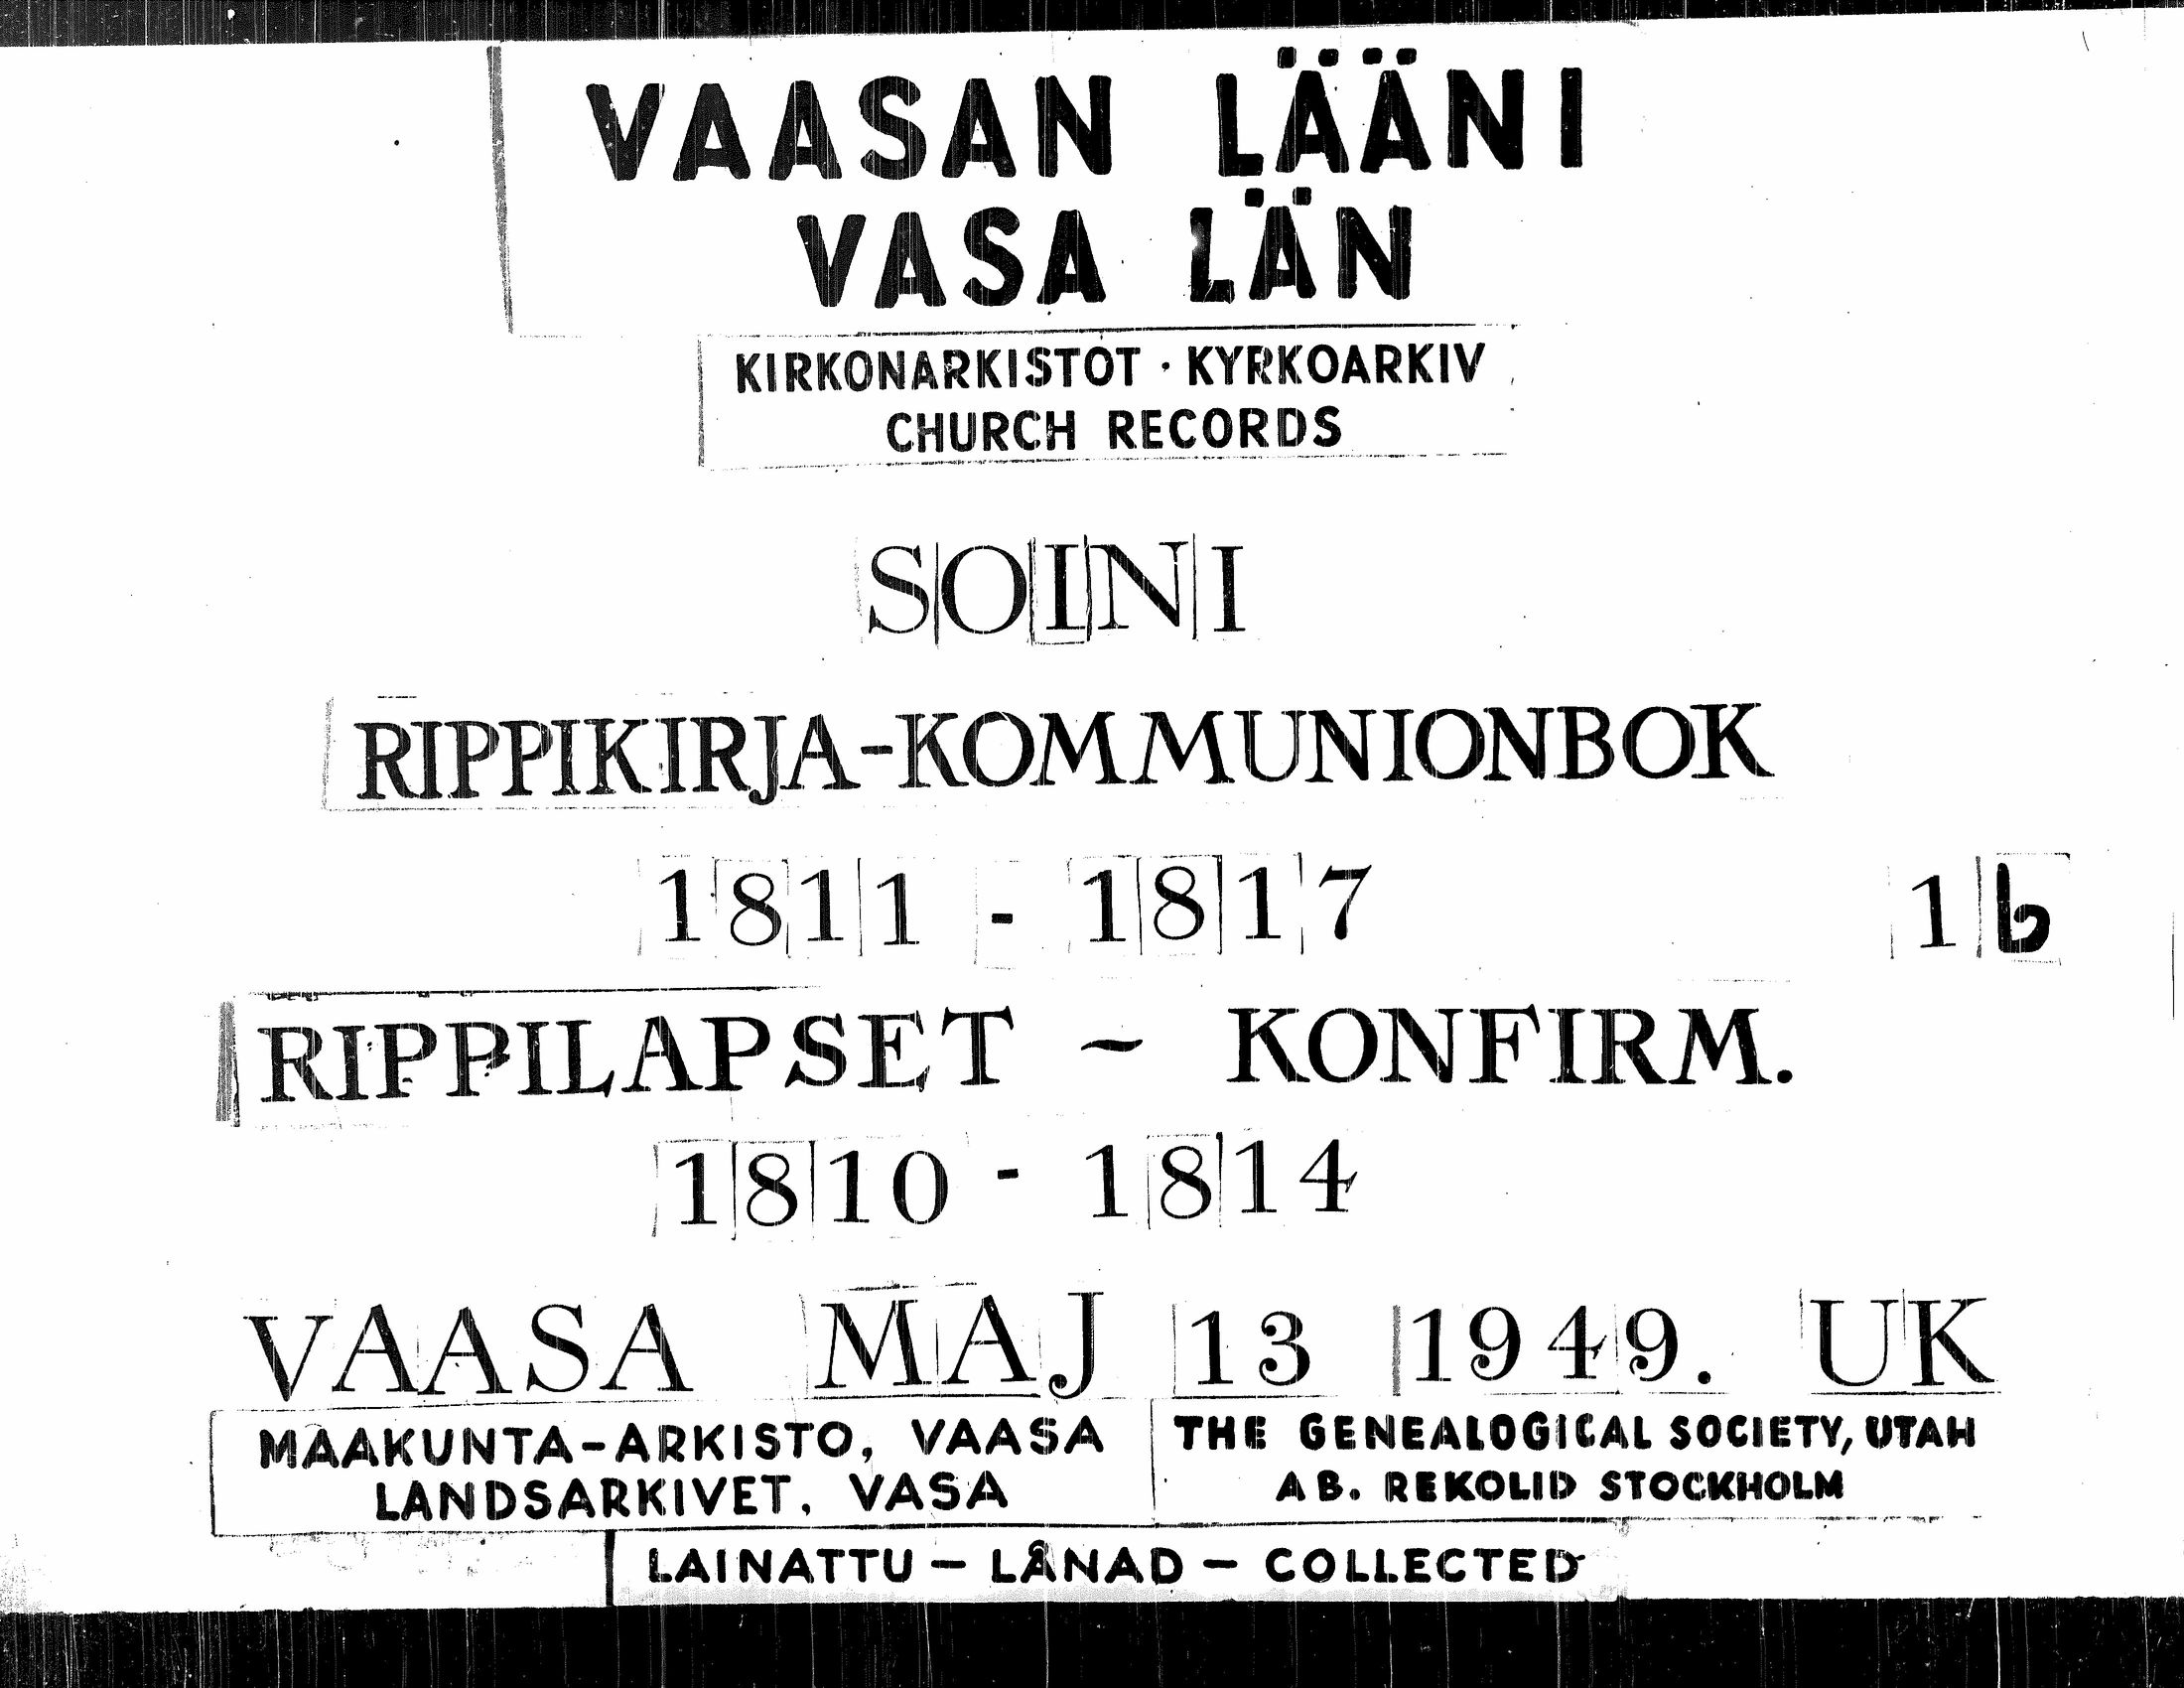 VAASAN LÄÄNI
VASA LÄN
KIRKONARKISTOT · KYRKOARKIV
CHURCH RECORDS
SOINI
RIPPIKIRJA-KOMMUNIONBOK
1811 - 1817 1b
RIPPILAPSET ~ KONFIRM.
1810 - 1814
VAASA MAJ 13 1949. UK
MAAKUNTA-ARKISTO, VAASA
LANDSARKIVET, VASA
THE GENEALOGICAL SOCIETY, UTAH
AB. REKOLID STOCKHOLM
LAINATTU - LÅNAD - COLLECTED